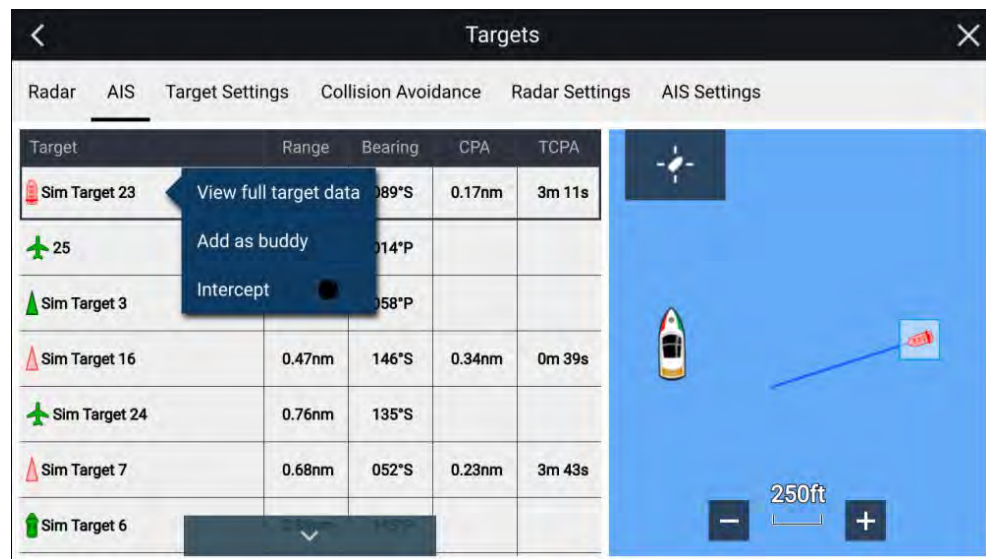 Targets
Radar AIS Target Settings Collision Avoidance Radar Settings AIS Settings
Target Range Bearing CPA TCPA
Sim Target 23 089°S 0.17nm 3m 11s
View full target data
25 014°P
Add as buddy
Sim Target 3 058°P
Intercept
Sim Target 16 0.47nm 146°S 0.34nm 0m 39s
Sim Target 24 0.76nm 135°S
Sim Target 7 0.68nm 052°S 0.23nm 3m 43s
Sim Target 6
250ft